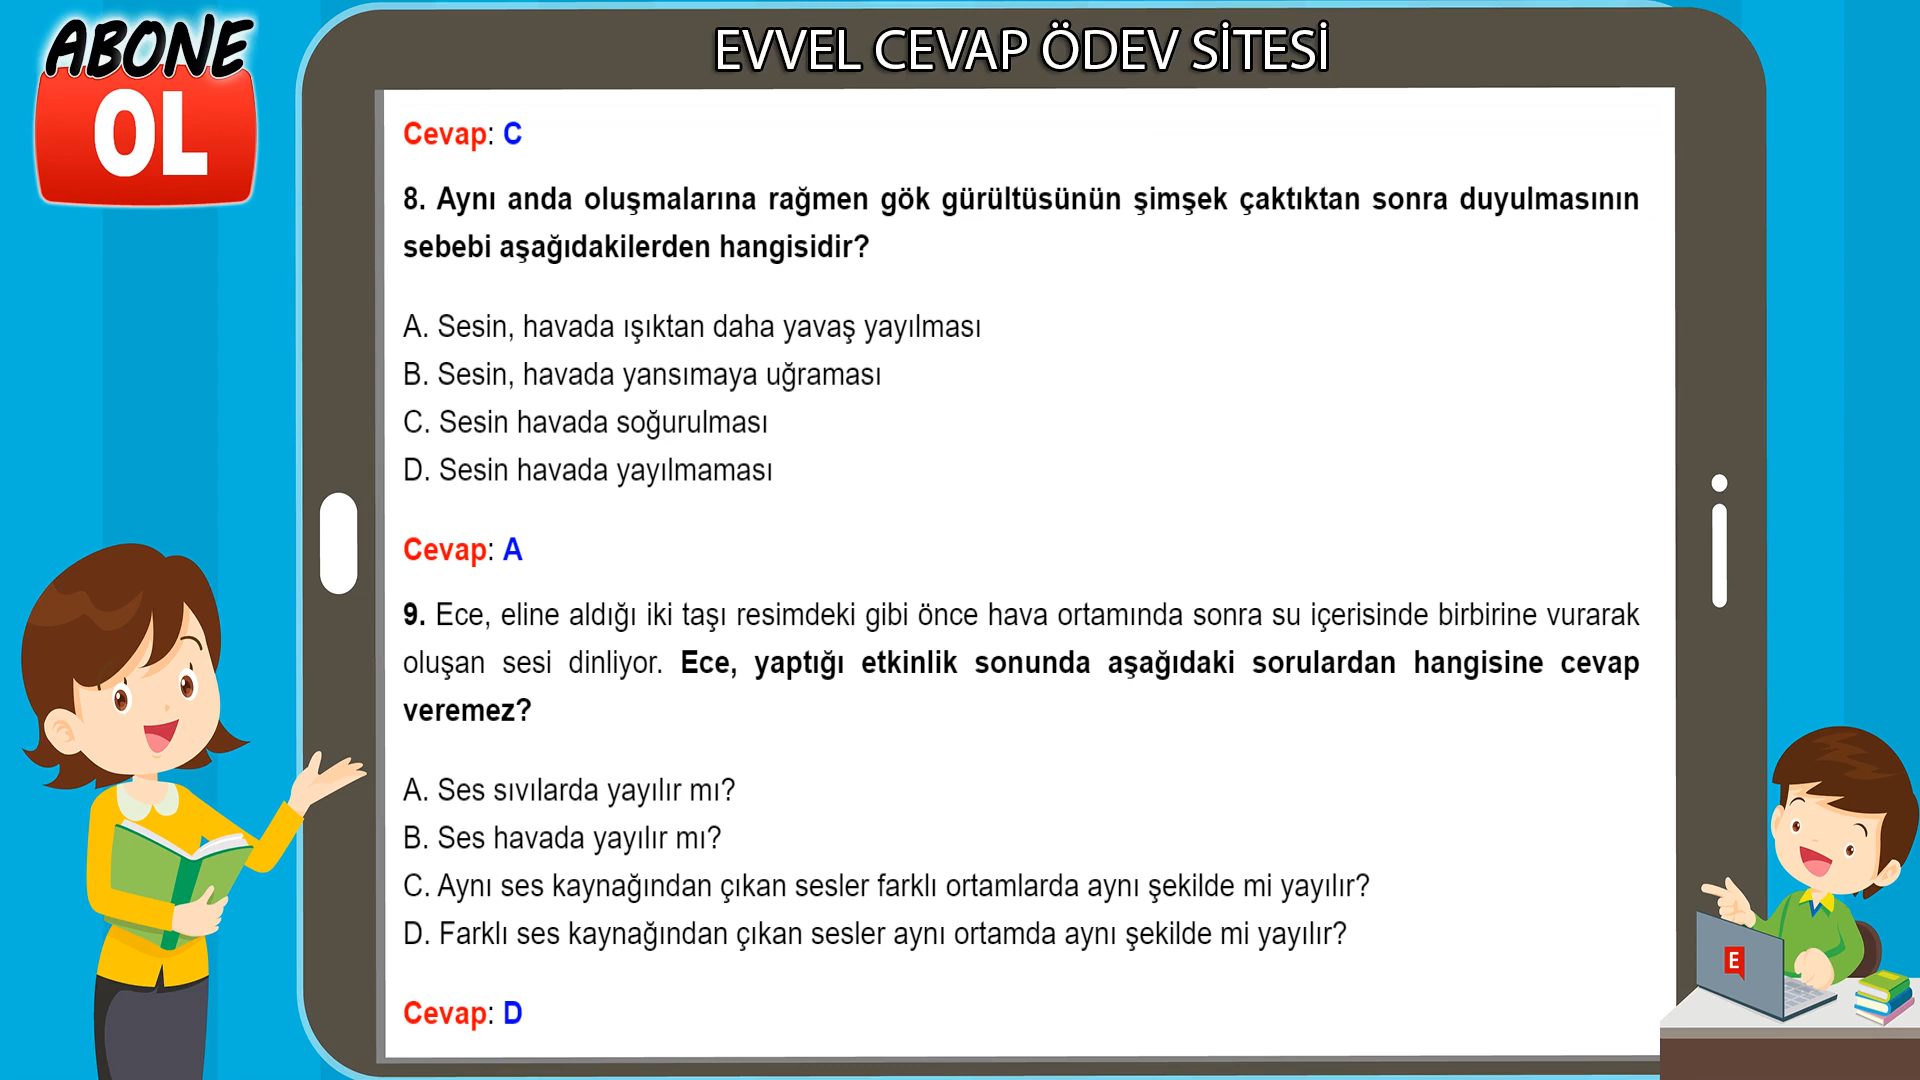 ABONE
OL
EVVEL CEVAP ÖDEV SİTESİ
Cevap: C
8. Aynı anda oluşmalarına rağmen gök gürültüsünün şimşek çaktıktan sonra duyulmasının
sebebi aşağıdakilerden hangisidir?
A. Sesin, havada ışıktan daha yavaş yayılması
B. Sesin, havada yansımaya uğraması
C. Sesin havada soğurulması
D. Sesin havada yayılmaması
Cevap: A
9. Ece, eline aldığı iki taşı resimdeki gibi önce hava ortamında sonra su içerisinde birbirine vurarak
oluşan sesi dinliyor. Ece, yaptığı etkinlik sonunda aşağıdaki sorulardan hangisine cevap
veremez?
A. Ses sıvılarda yayılır mı?
B. Ses havada yayılır mı?
C. Aynı ses kaynağından çıkan sesler farklı ortamlarda aynı şekilde mi yayılır?
D. Farklı ses kaynağından çıkan sesler aynı ortamda aynı şekilde mi yayılır?
Cevap: D
E